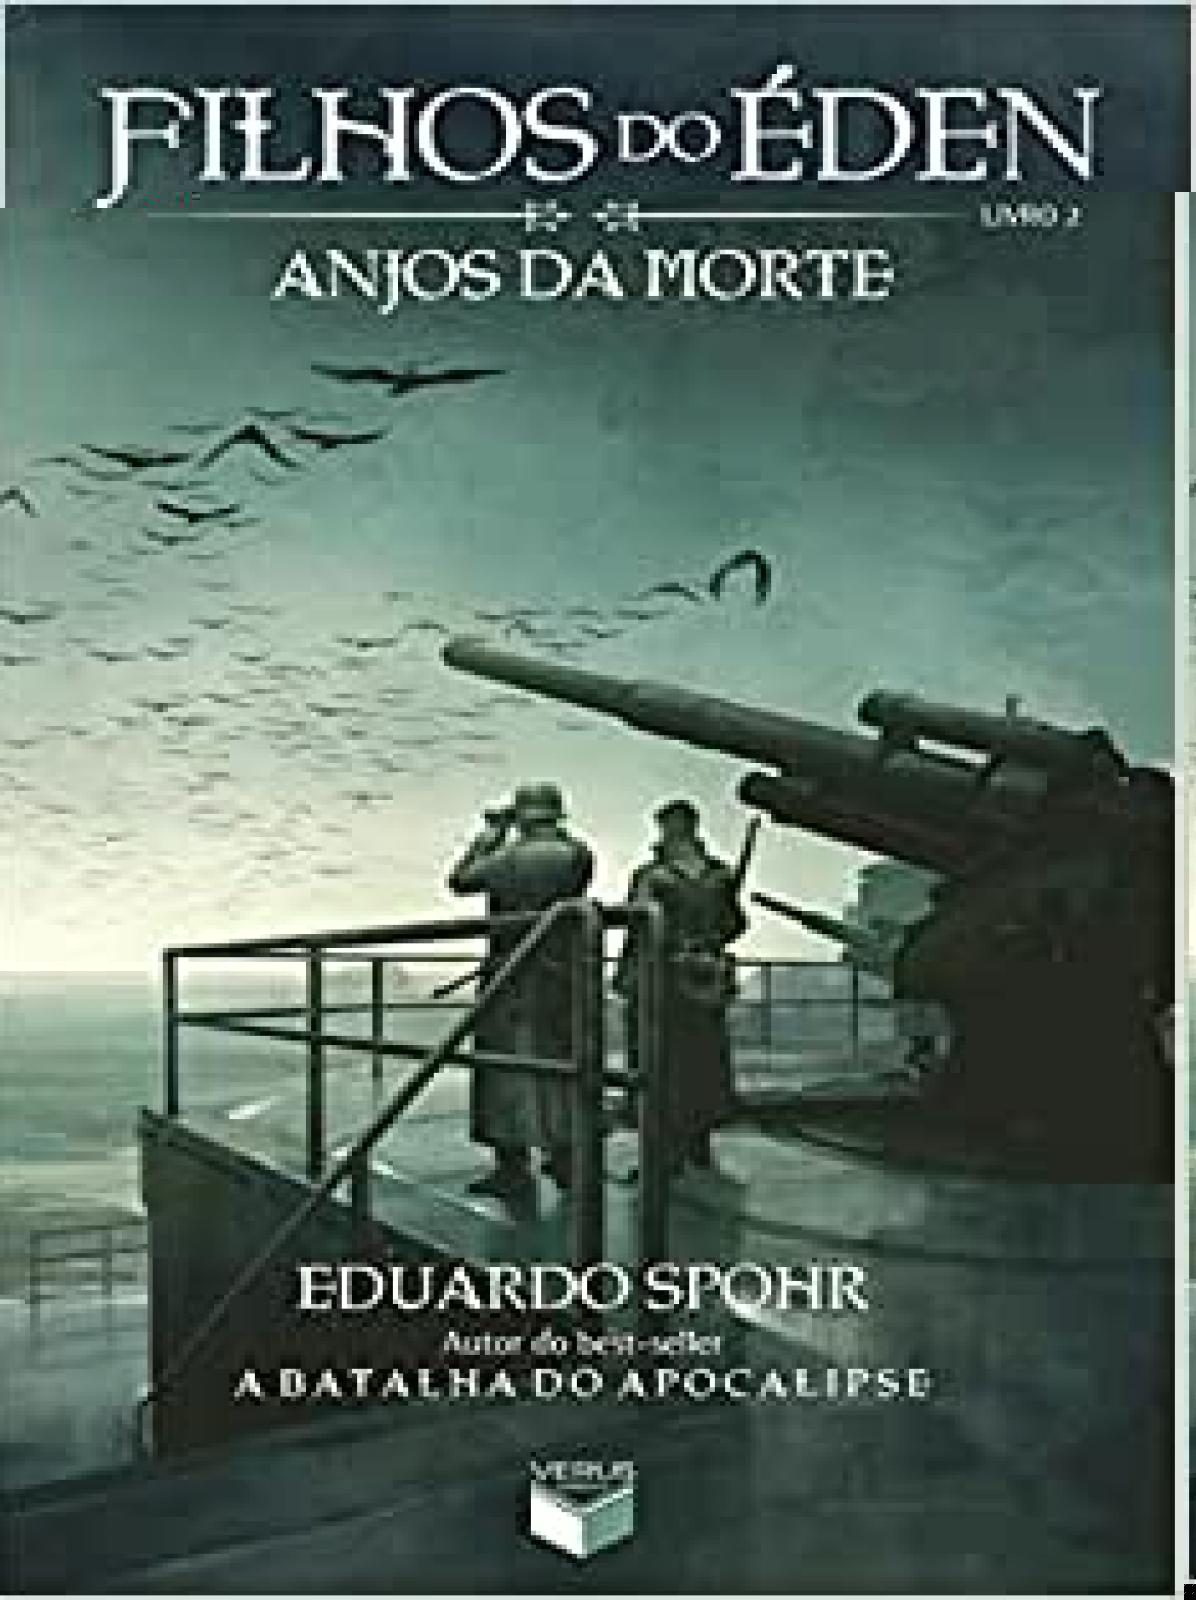 FILHOS DO ÉDEN
LIVRO 2
ANJOS DA MORTE
EDUARDO SPOHR
Autor do best-seller
A BATALHA DO APOCALIPSE
VERUS